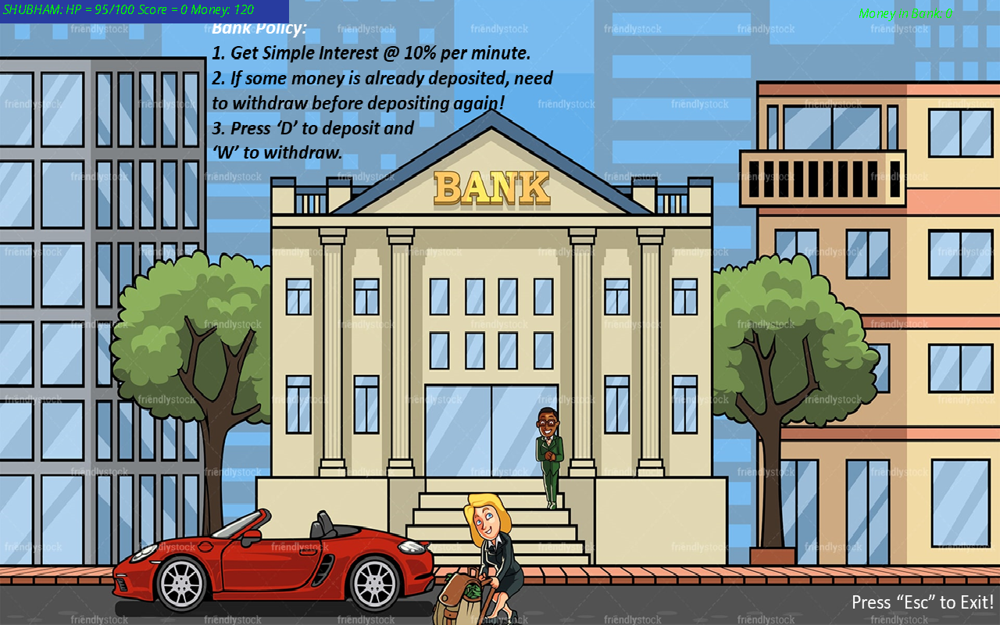 SHUBHAM: HP = 95/100 Score = 0 Money: 120
Money in Bank: 0
Bank Policy:
1. Get Simple Interest @ 10% per minute.
2. If some money is already deposited, need
to withdraw before depositing again!
3. Press ‘D’ to deposit and
‘W’ to withdraw.
BANK
Press “Esc” to Exit!
friendlystock